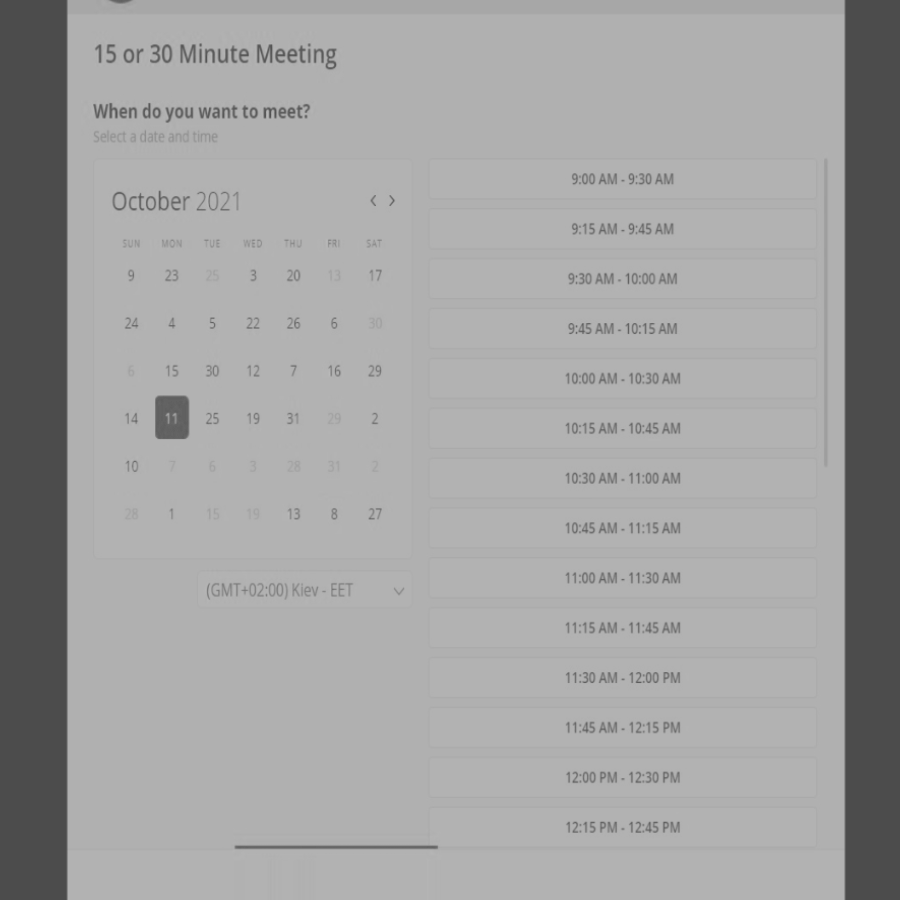 15 or 30 Minute Meeting
When do you want to meet?
Select a date and time
October 2021
SUN MON TUE WED THU FRI SAT
9 23 25 3 20 13 17
24 4 5 22 26 6 30
6 15 30 12 7 16 29
14 11 25 19 31 29 2
10 7 6 3 28 31 2
28 1 15 19 13 8 27
(GMT+02:00) Kiev - EET
9:00 AM - 9:30 AM
9:15 AM - 9:45 AM
9:30 AM - 10:00 AM
9:45 AM - 10:15 AM
10:00 AM - 10:30 AM
10:15 AM - 10:45 AM
10:30 AM - 11:00 AM
10:45 AM - 11:15 AM
11:00 AM - 11:30 AM
11:15 AM - 11:45 AM
11:30 AM - 12:00 PM
11:45 AM - 12:15 PM
12:00 PM - 12:30 PM
12:15 PM - 12:45 PM